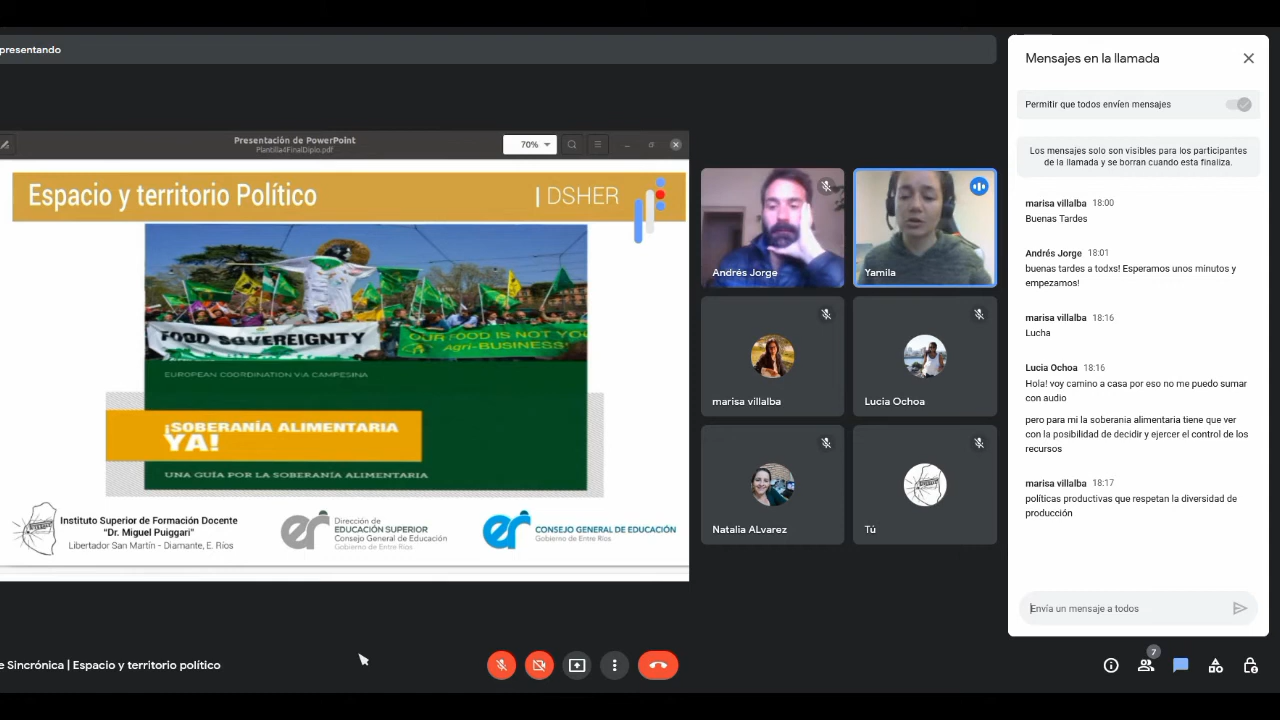 presentando
Presentación de PowerPoint
Plantilla4FinalDiplo.pdf
70%
Espacio y territorio Político
| DSHER
FOOD SOVEREIGNTY
OUR FOOD IS NOT YOU
Agri-BUSINESS!
EUROPEAN COORDINATION VIA CAMPESINA
¡SOBERANÍA ALIMENTARIA
YA!
UNA GUÍA POR LA SOBERANÍA ALIMENTARIA
Instituto Superior de Formación Docente
"Dr. Miguel Puiggari"
Libertador San Martín - Diamante, E. Ríos
er
Dirección de
EDUCACIÓN SUPERIOR
Consejo General de Educación
Gobierno de Entre Ríos
er
CONSEJO GENERAL DE EDUCACIÓN
Gobierno de Entre Ríos
Andrés Jorge
Yamila
marisa villalba
Lucia Ochoa
Natalia ALvarez
Tú
Mensajes en la llamada
Permitir que todos envíen mensajes
Los mensajes solo son visibles para los participantes
de la llamada y se borran cuando esta finaliza.
marisa villalba 18:00
Buenas Tardes
Andrés Jorge 18:01
buenas tardes a todxs! Esperamos unos minutos y
empezamos!
marisa villalba 18:16
Lucha
Lucia Ochoa 18:16
Hola! voy camino a casa por eso no me puedo sumar
con audio
pero para mi la soberania alimentaria tiene que ver
con la posibilidad de decidir y ejercer el control de los
recursos
marisa villalba 18:17
políticas productivas que respetan la diversidad de
producción
Envía un mensaje a todos
e Sincrónica | Espacio y territorio político
7